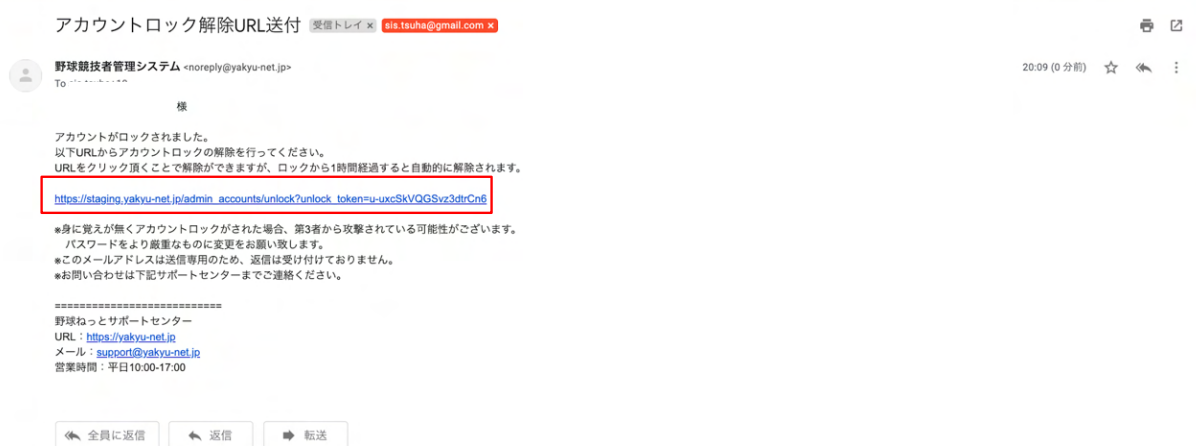 アカウントロック解除URL送付 受信トレイ × sis.tsuha@gmail.com ×
野球競技者管理システム <noreply@yakyu-net.jp> 20:09 (0 分前)
To
様
アカウントがロックされました。
以下URLからアカウントロックの解除を行ってください。
URLをクリック頂くことで解除ができますが、ロックから1時間経過すると自動的に解除されます。
https://staging.yakyu-net.jp/admin_accounts/unlock?unlock_token=u-uxcSkVQGSvz3dtrCn6
※身に覚えが無くアカウントロックがされた場合、第3者から攻撃されている可能性がございます。
パスワードをより厳重なものに変更をお願い致します。
※このメールアドレスは送信専用のため、返信は受け付けておりません。
※お問い合わせは下記サポートセンターまでご連絡ください。
===========================
野球ねっとサポートセンター
URL：https://yakyu-net.jp
メール：support@yakyu-net.jp
営業時間：平日10:00-17:00
全員に返信 返信 転送